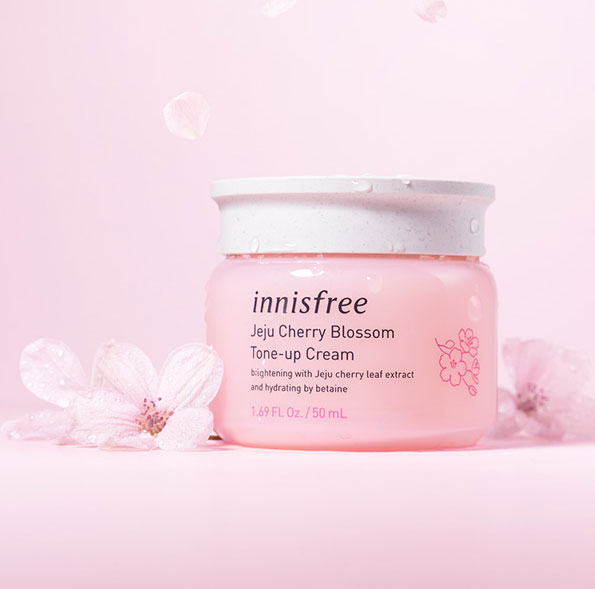 innisfree
Jeju Cherry Blossom
Tone-up Cream
brightening with Jeju cherry leaf extract
and hydrating by betaine
1.69 FL Oz. / 50 mL